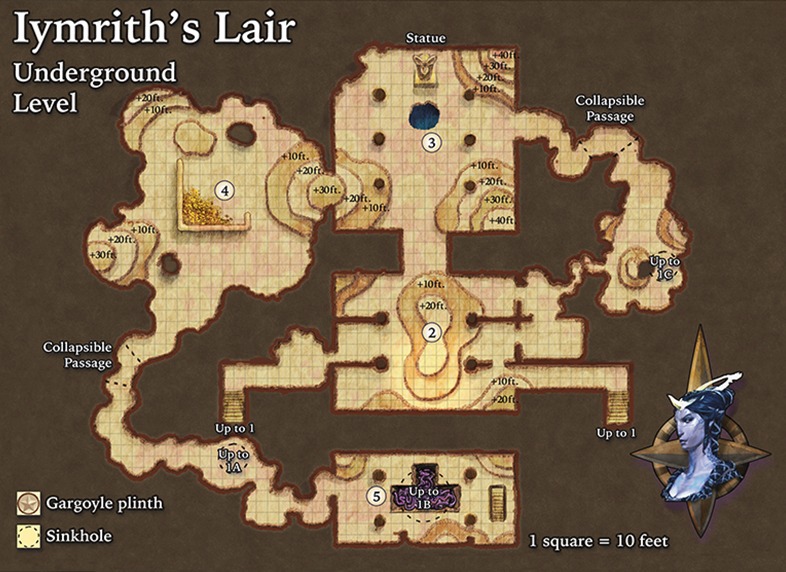 Iymrith's Lair
Underground
Level
Statue
+40ft.
+30ft.
+20ft.
+10ft.
+20ft.
+10ft.
Collapsible
Passage
3
+10ft.
+20ft.
+30ft.
+20ft.
+10ft.
4
+10ft.
+20ft.
+30ft.
+40ft.
+10ft.
+20ft.
+30ft.
Up to
1C
+10ft.
+20ft.
2
Collapsible
Passage
+10ft.
+20ft.
Up to 1
Up to 1
Up to
1A
5
Up to
1B
Gargoyle plinth
Sinkhole
1 square = 10 feet